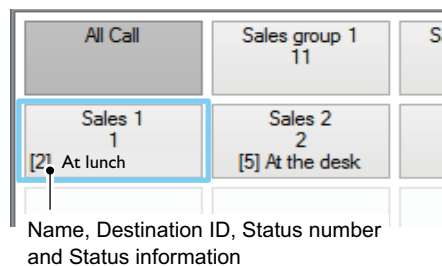 All Call
Sales group 1
11
S
Sales 1
1
[2] At lunch
Sales 2
2
[5] At the desk
Name, Destination ID, Status number
and Status information